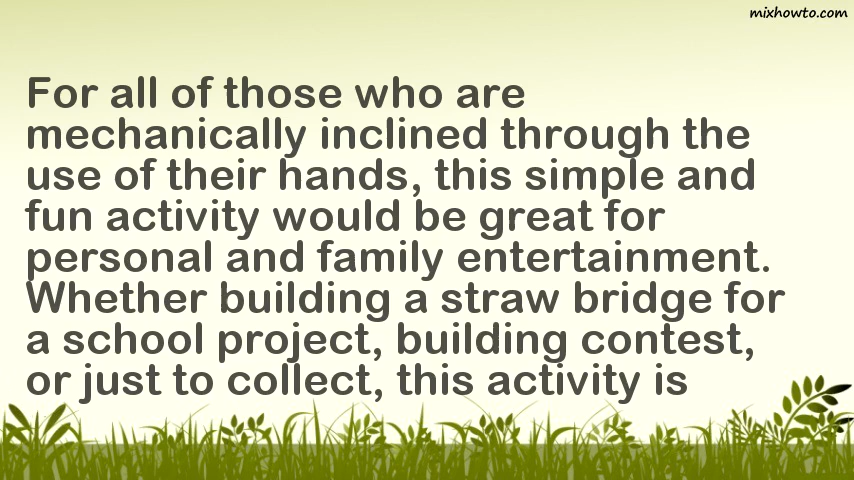 mixhowto.com
For all of those who are
mechanically inclined through the
use of their hands, this simple and
fun activity would be great for
personal and family entertainment.
Whether building a straw bridge for
a school project, building contest,
or just to collect, this activity is